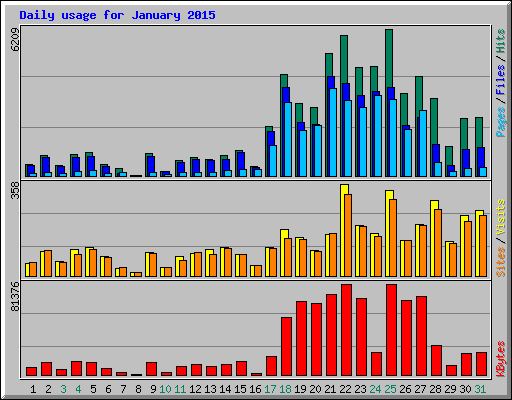 Daily usage for January 2015
6209
Pages / Files / Hits
358
Sites / Visits
81376
KBytes
1 2 3 4 5 6 7 8 9 10 11 12 13 14 15 16 17 18 19 20 21 22 23 24 25 26 27 28 29 30 31